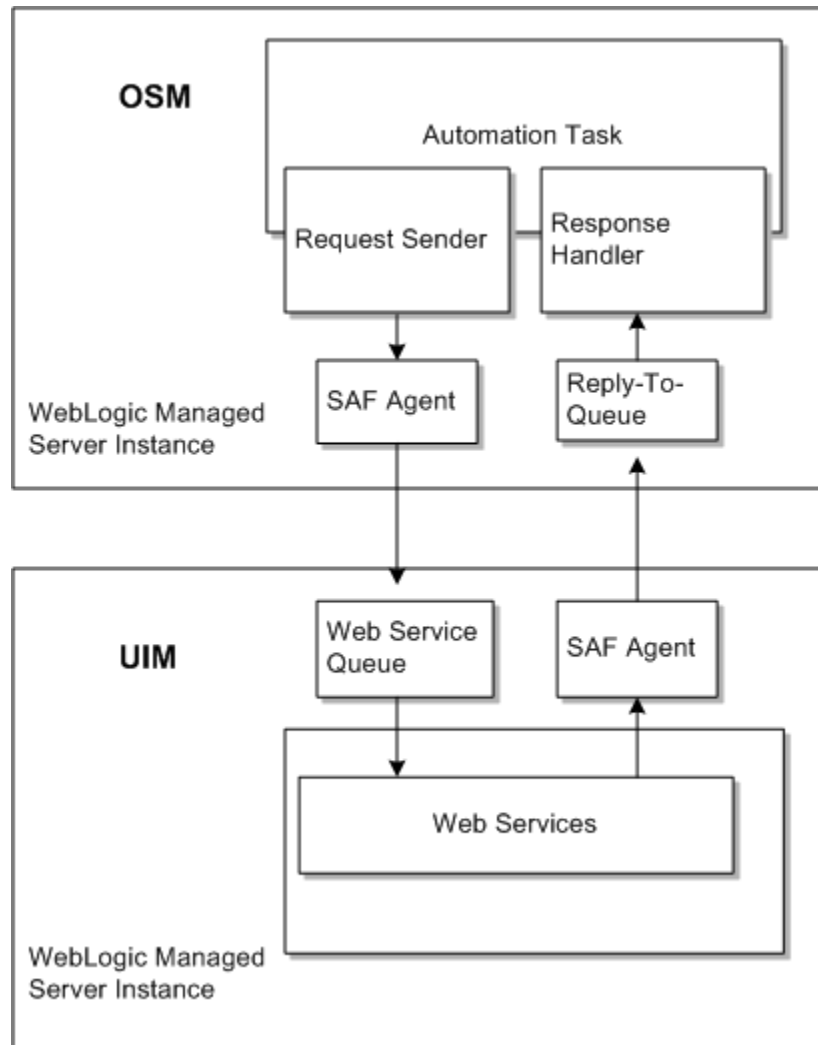 OSM
Automation Task
Request Sender
Response
Handler
SAF Agent
Reply-To-
Queue
WebLogic Managed
Server Instance
UIM
Web Service
Queue
SAF Agent
Web Services
WebLogic Managed
Server Instance